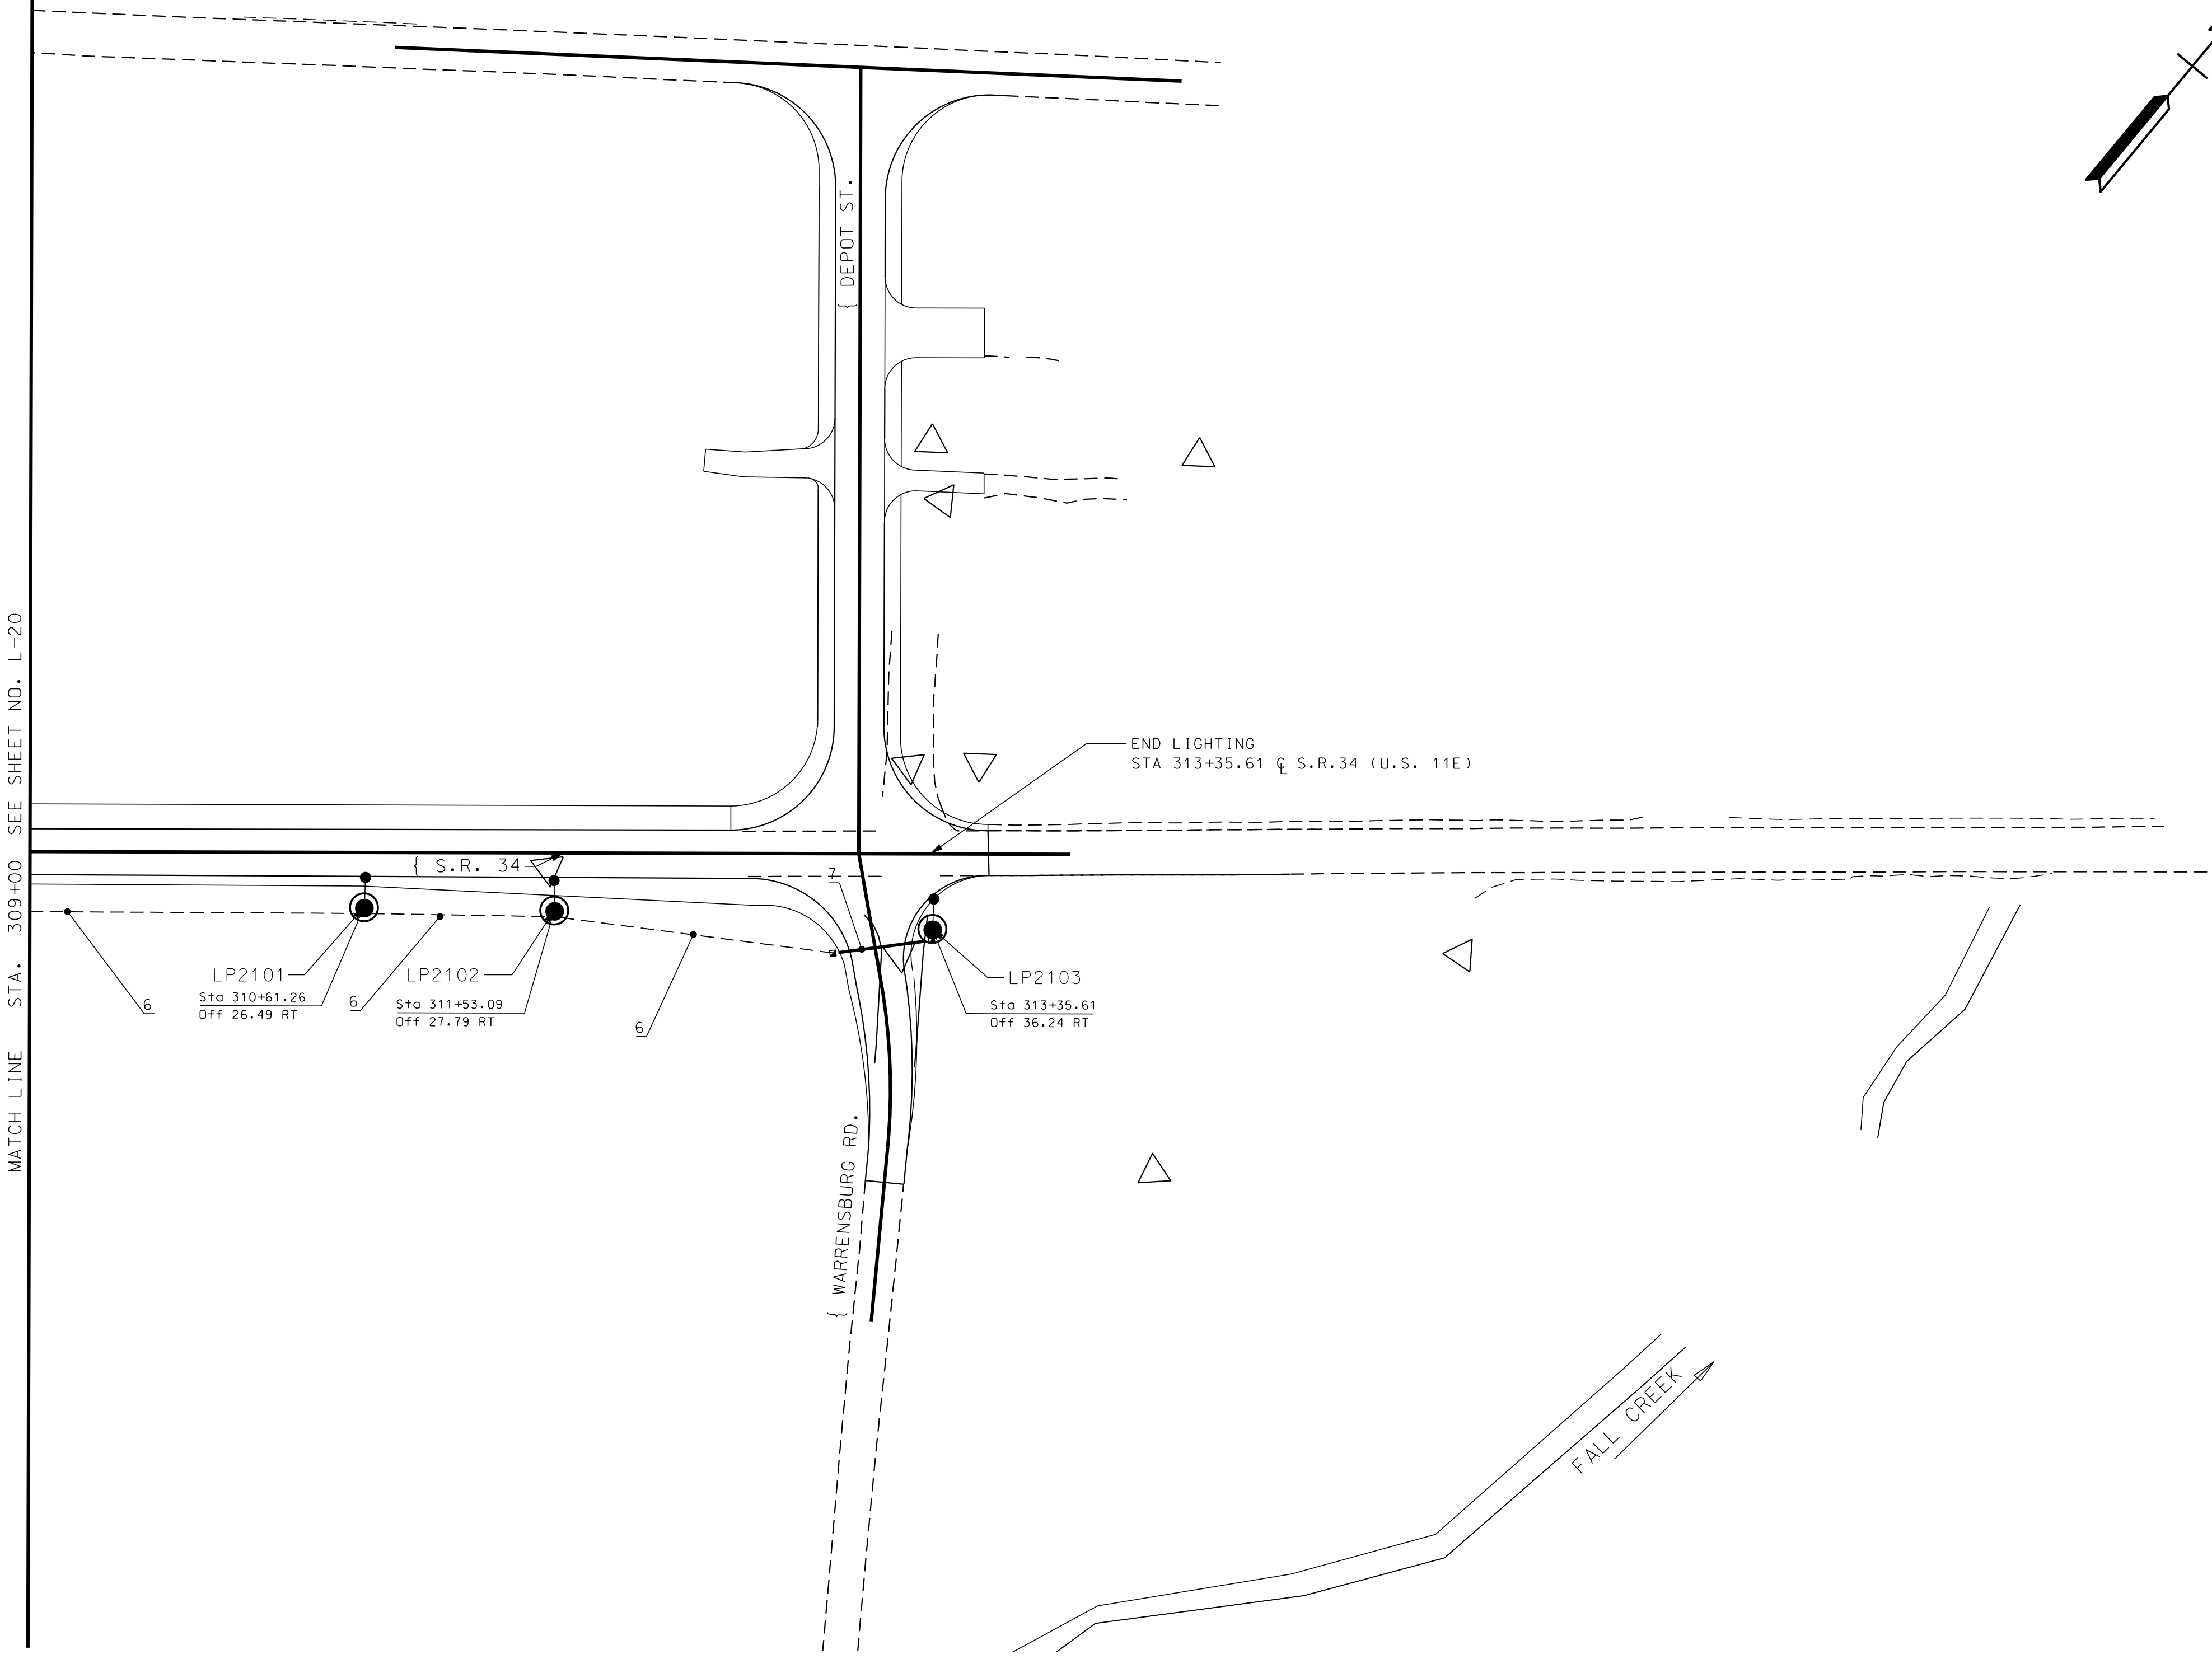 DEPOT ST.
MATCH LINE STA. 309+00 SEE SHEET NO. L-20
END LIGHTING
STA 313+35.61 ℄ S.R.34 (U.S. 11E)
S.R. 34
7
LP2101
Sta 310+61.26
Off 26.49 RT
6
6
LP2102
Sta 311+53.09
Off 27.79 RT
6
LP2103
Sta 313+35.61
Off 36.24 RT
WARRENSBURG RD.
FALL CREEK